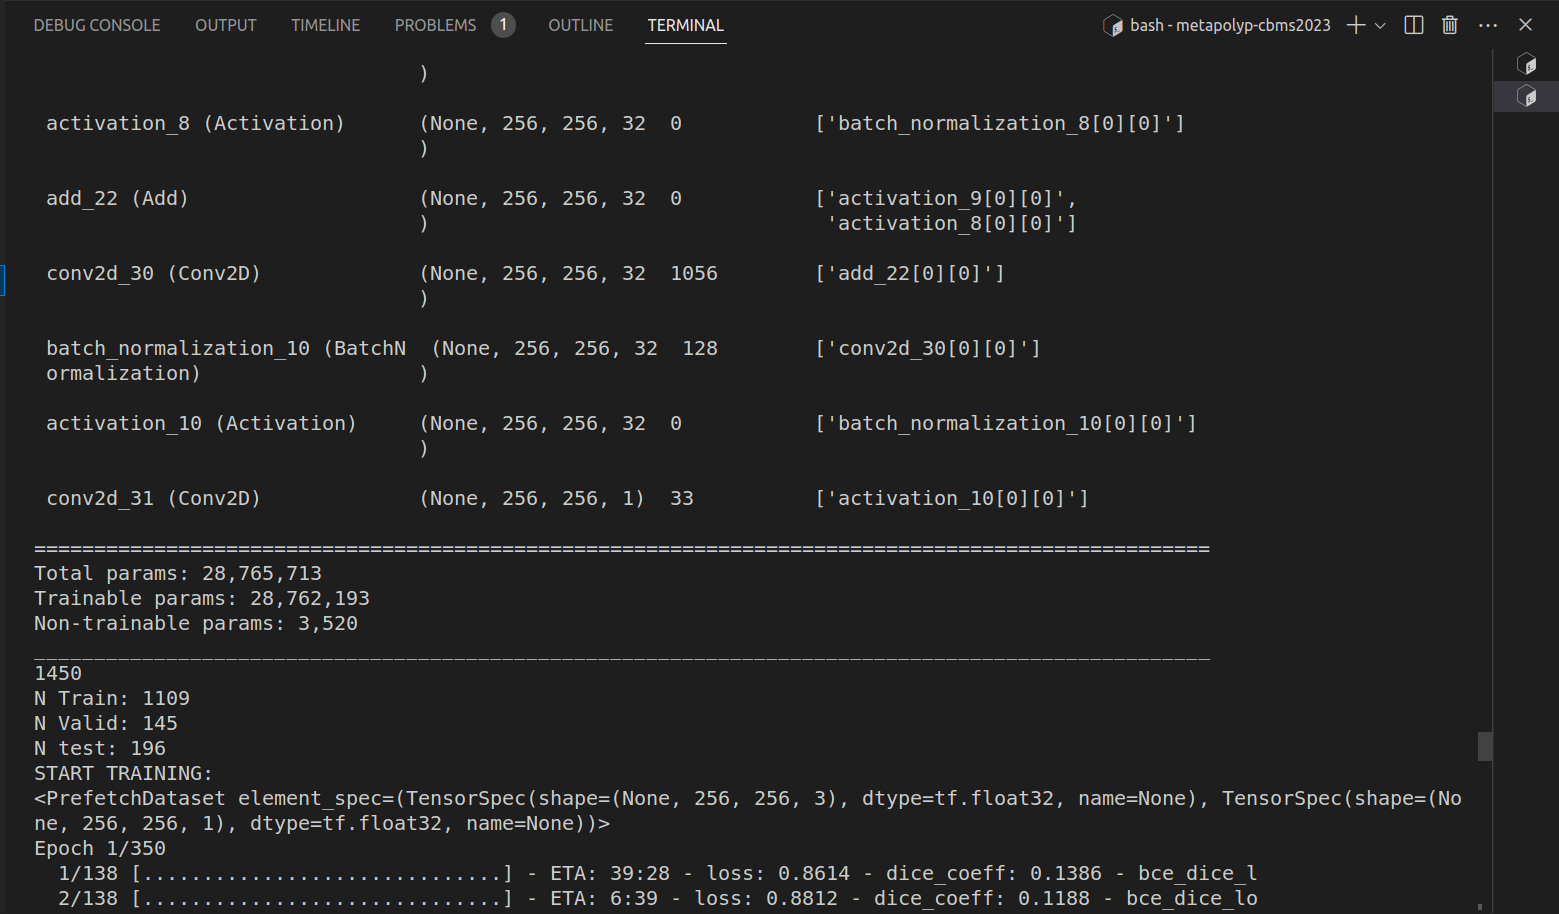 DEBUG CONSOLE OUTPUT TIMELINE PROBLEMS 1 OUTLINE TERMINAL bash - metapolyp-cbms2023
)
activation_8 (Activation) (None, 256, 256, 32 0 ['batch_normalization_8[0][0]']
)
add_22 (Add) (None, 256, 256, 32 0 ['activation_9[0][0]',
) 'activation_8[0][0]']
conv2d_30 (Conv2D) (None, 256, 256, 32 1056 ['add_22[0][0]']
)
batch_normalization_10 (BatchN (None, 256, 256, 32 128 ['conv2d_30[0][0]']
ormalization) )
activation_10 (Activation) (None, 256, 256, 32 0 ['batch_normalization_10[0][0]']
)
conv2d_31 (Conv2D) (None, 256, 256, 1) 33 ['activation_10[0][0]']
==================================================================================================
Total params: 28,765,713
Trainable params: 28,762,193
Non-trainable params: 3,520
__________________________________________________________________________________________________
1450
N Train: 1109
N Valid: 145
N test: 196
START TRAINING:
<PrefetchDataset element_spec=(TensorSpec(shape=(None, 256, 256, 3), dtype=tf.float32, name=None), TensorSpec(shape=(No
ne, 256, 256, 1), dtype=tf.float32, name=None))>
Epoch 1/350
1/138 [..............................] - ETA: 39:28 - loss: 0.8614 - dice_coeff: 0.1386 - bce_dice_l
2/138 [..............................] - ETA: 6:39 - loss: 0.8812 - dice_coeff: 0.1188 - bce_dice_lo